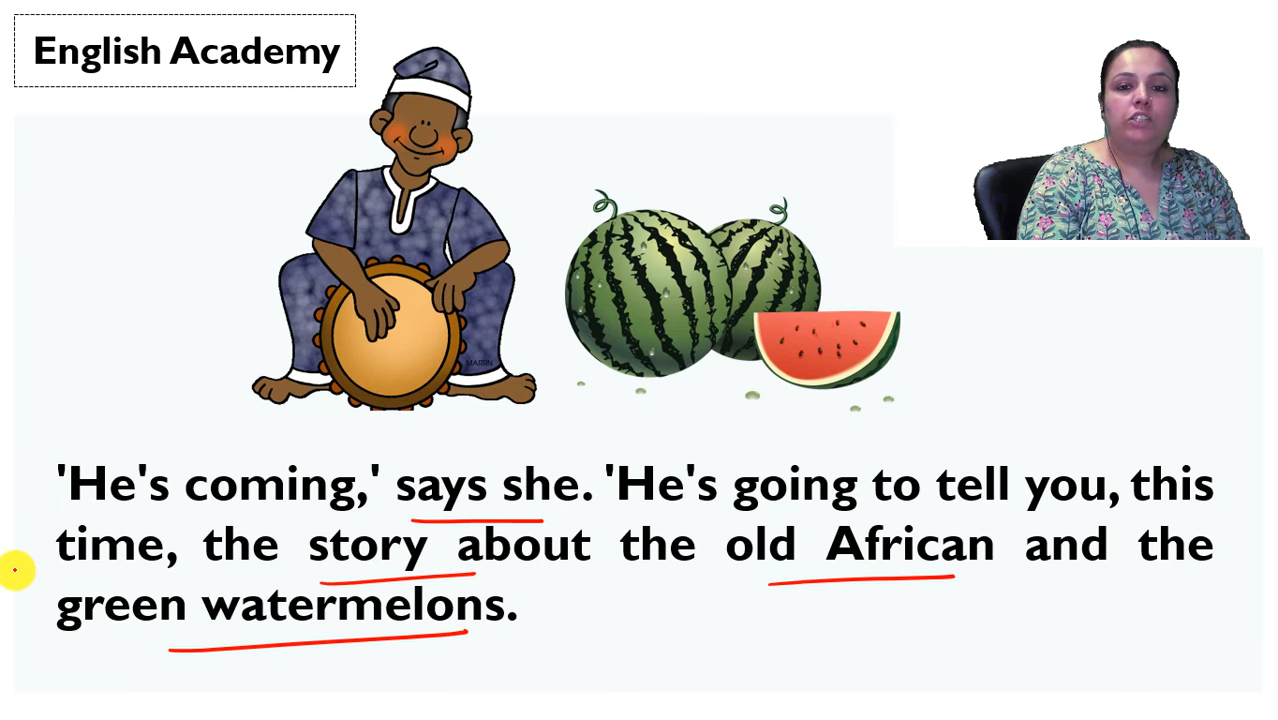 English Academy
MARTIN
'He's coming,' says she. 'He's going to tell you, this
time, the story about the old African and the
green watermelons.